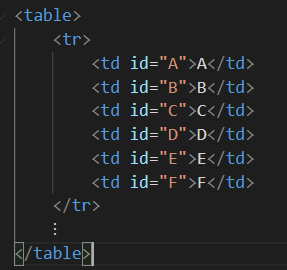 <table>
<tr>
<td id="A">A</td>
<td id="B">B</td>
<td id="C">C</td>
<td id="D">D</td>
<td id="E">E</td>
<td id="F">F</td>
</tr>
⋮
</table>